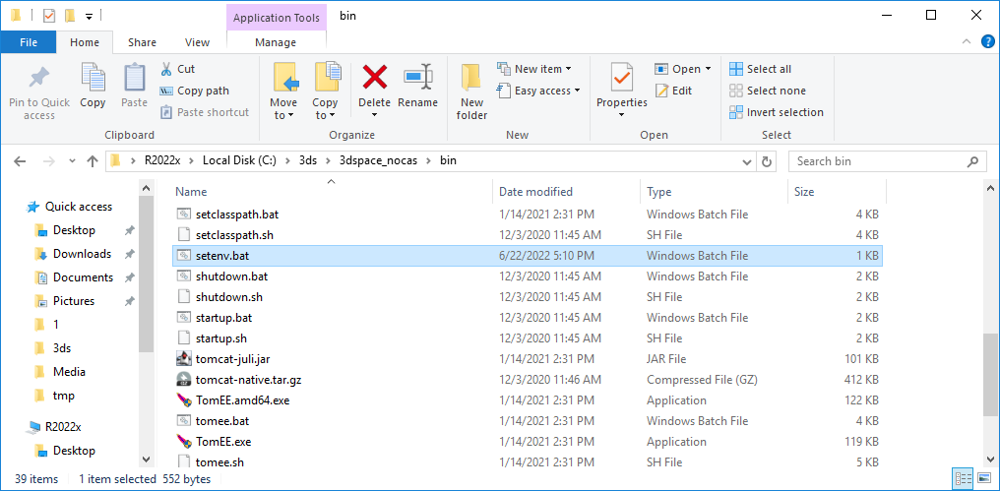 Application Tools bin
File Home Share View Manage
Pin to Quick access
Copy
Paste
Cut
Copy path
Paste shortcut
Clipboard
Move to
Copy to
Delete
Rename
Organize
New folder
New item
Easy access
New
Properties
Open
Edit
Open
Select all
Select none
Invert selection
Select
R2022x > Local Disk (C:) > 3ds > 3dspace_nocas > bin
Search bin
Quick access
Desktop
Downloads
Documents
Pictures
1
3ds
Media
tmp
R2022x
Desktop
Name Date modified Type Size
setclasspath.bat 1/14/2021 2:31 PM Windows Batch File 4 KB
setclasspath.sh 12/3/2020 11:45 AM SH File 4 KB
setenv.bat 6/22/2022 5:10 PM Windows Batch File 1 KB
shutdown.bat 12/3/2020 11:45 AM Windows Batch File 2 KB
shutdown.sh 12/3/2020 11:45 AM SH File 2 KB
startup.bat 12/3/2020 11:45 AM Windows Batch File 2 KB
startup.sh 12/3/2020 11:45 AM SH File 2 KB
tomcat-juli.jar 1/14/2021 2:31 PM JAR File 101 KB
tomcat-native.tar.gz 12/3/2020 11:46 AM Compressed File (GZ) 412 KB
TomEE.amd64.exe 1/14/2021 2:31 PM Application 122 KB
tomee.bat 1/14/2021 2:31 PM Windows Batch File 4 KB
TomEE.exe 1/14/2021 2:31 PM Application 119 KB
tomee.sh 1/14/2021 2:31 PM SH File 5 KB
39 items 1 item selected 552 bytes